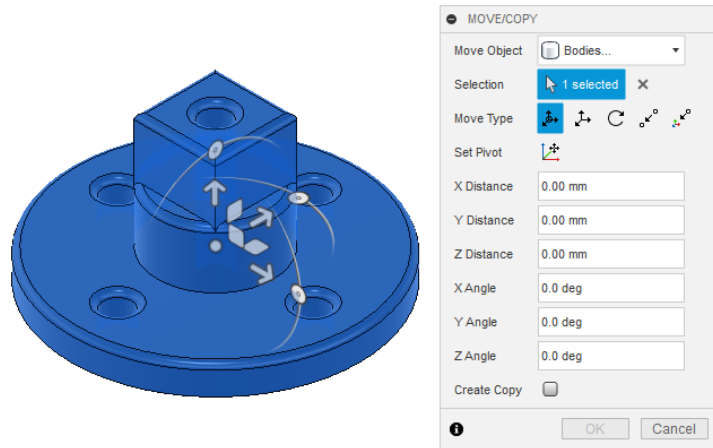 MOVE/COPY
Move Object Bodies...
Selection 1 selected
Move Type
Set Pivot
X Distance 0.00 mm
Y Distance 0.00 mm
Z Distance 0.00 mm
X Angle 0.0 deg
Y Angle 0.0 deg
Z Angle 0.0 deg
Create Copy
OK Cancel